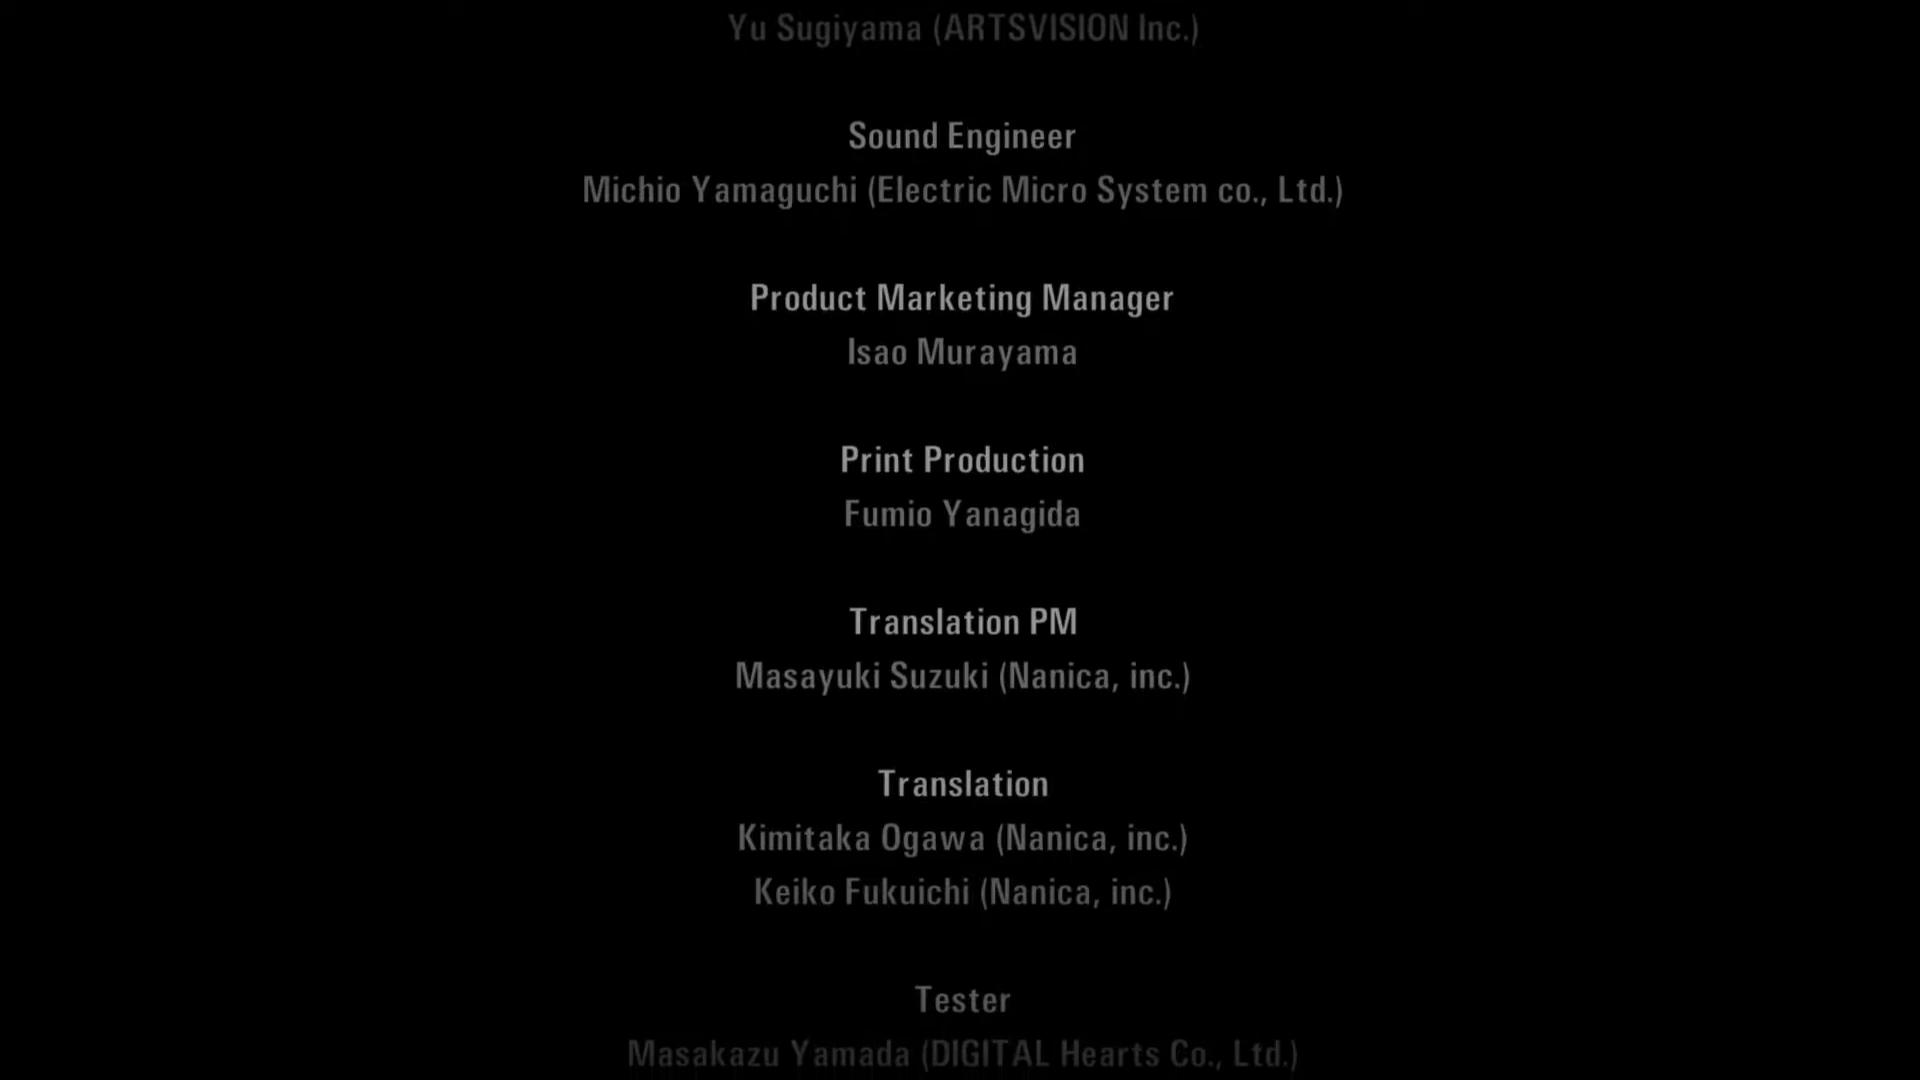 Yu Sugiyama (ARTSVISION Inc.)
Sound Engineer
Michio Yamaguchi (Electric Micro System co., Ltd.)
Product Marketing Manager
Isao Murayama
Print Production
Fumio Yanagida
Translation PM
Masayuki Suzuki (Nanica, inc.)
Translation
Kimitaka Ogawa (Nanica, inc.)
Keiko Fukuichi (Nanica, inc.)
Tester
Masakazu Yamada (DIGITAL Hearts Co., Ltd.)